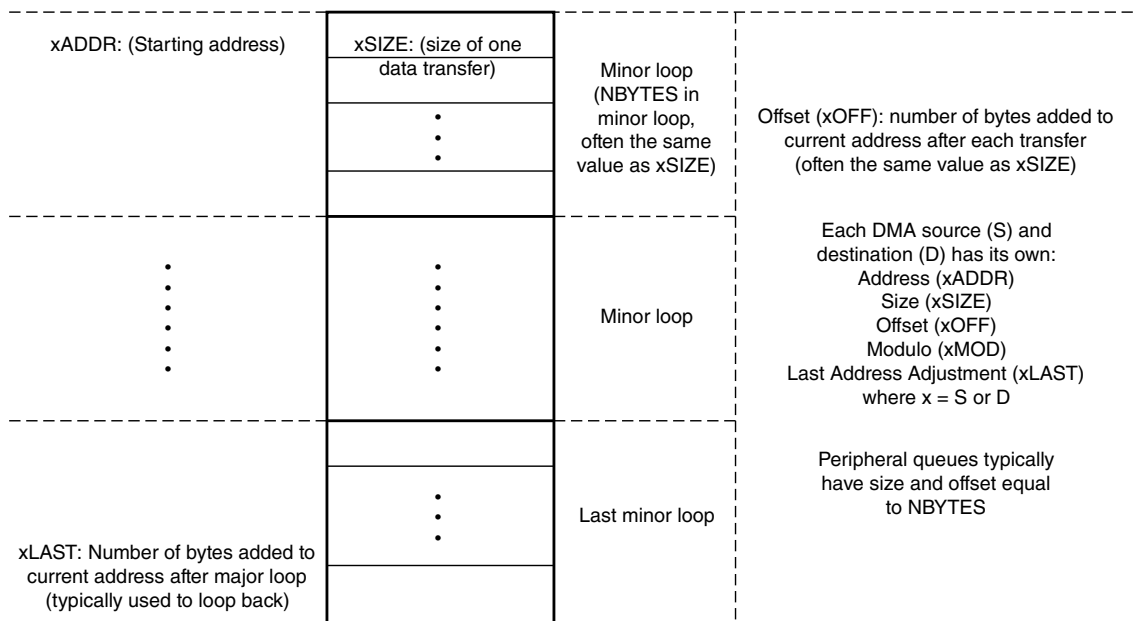 xADDR: (Starting address)
xSIZE: (size of one
data transfer)
Minor loop
(NBYTES in
minor loop,
often the same
value as xSIZE)
Offset (xOFF): number of bytes added to
current address after each transfer
(often the same value as xSIZE)
Minor loop
Each DMA source (S) and
destination (D) has its own:
Address (xADDR)
Size (xSIZE)
Offset (xOFF)
Modulo (xMOD)
Last Address Adjustment (xLAST)
where x = S or D
xLAST: Number of bytes added to
current address after major loop
(typically used to loop back)
Last minor loop
Peripheral queues typically
have size and offset equal
to NBYTES